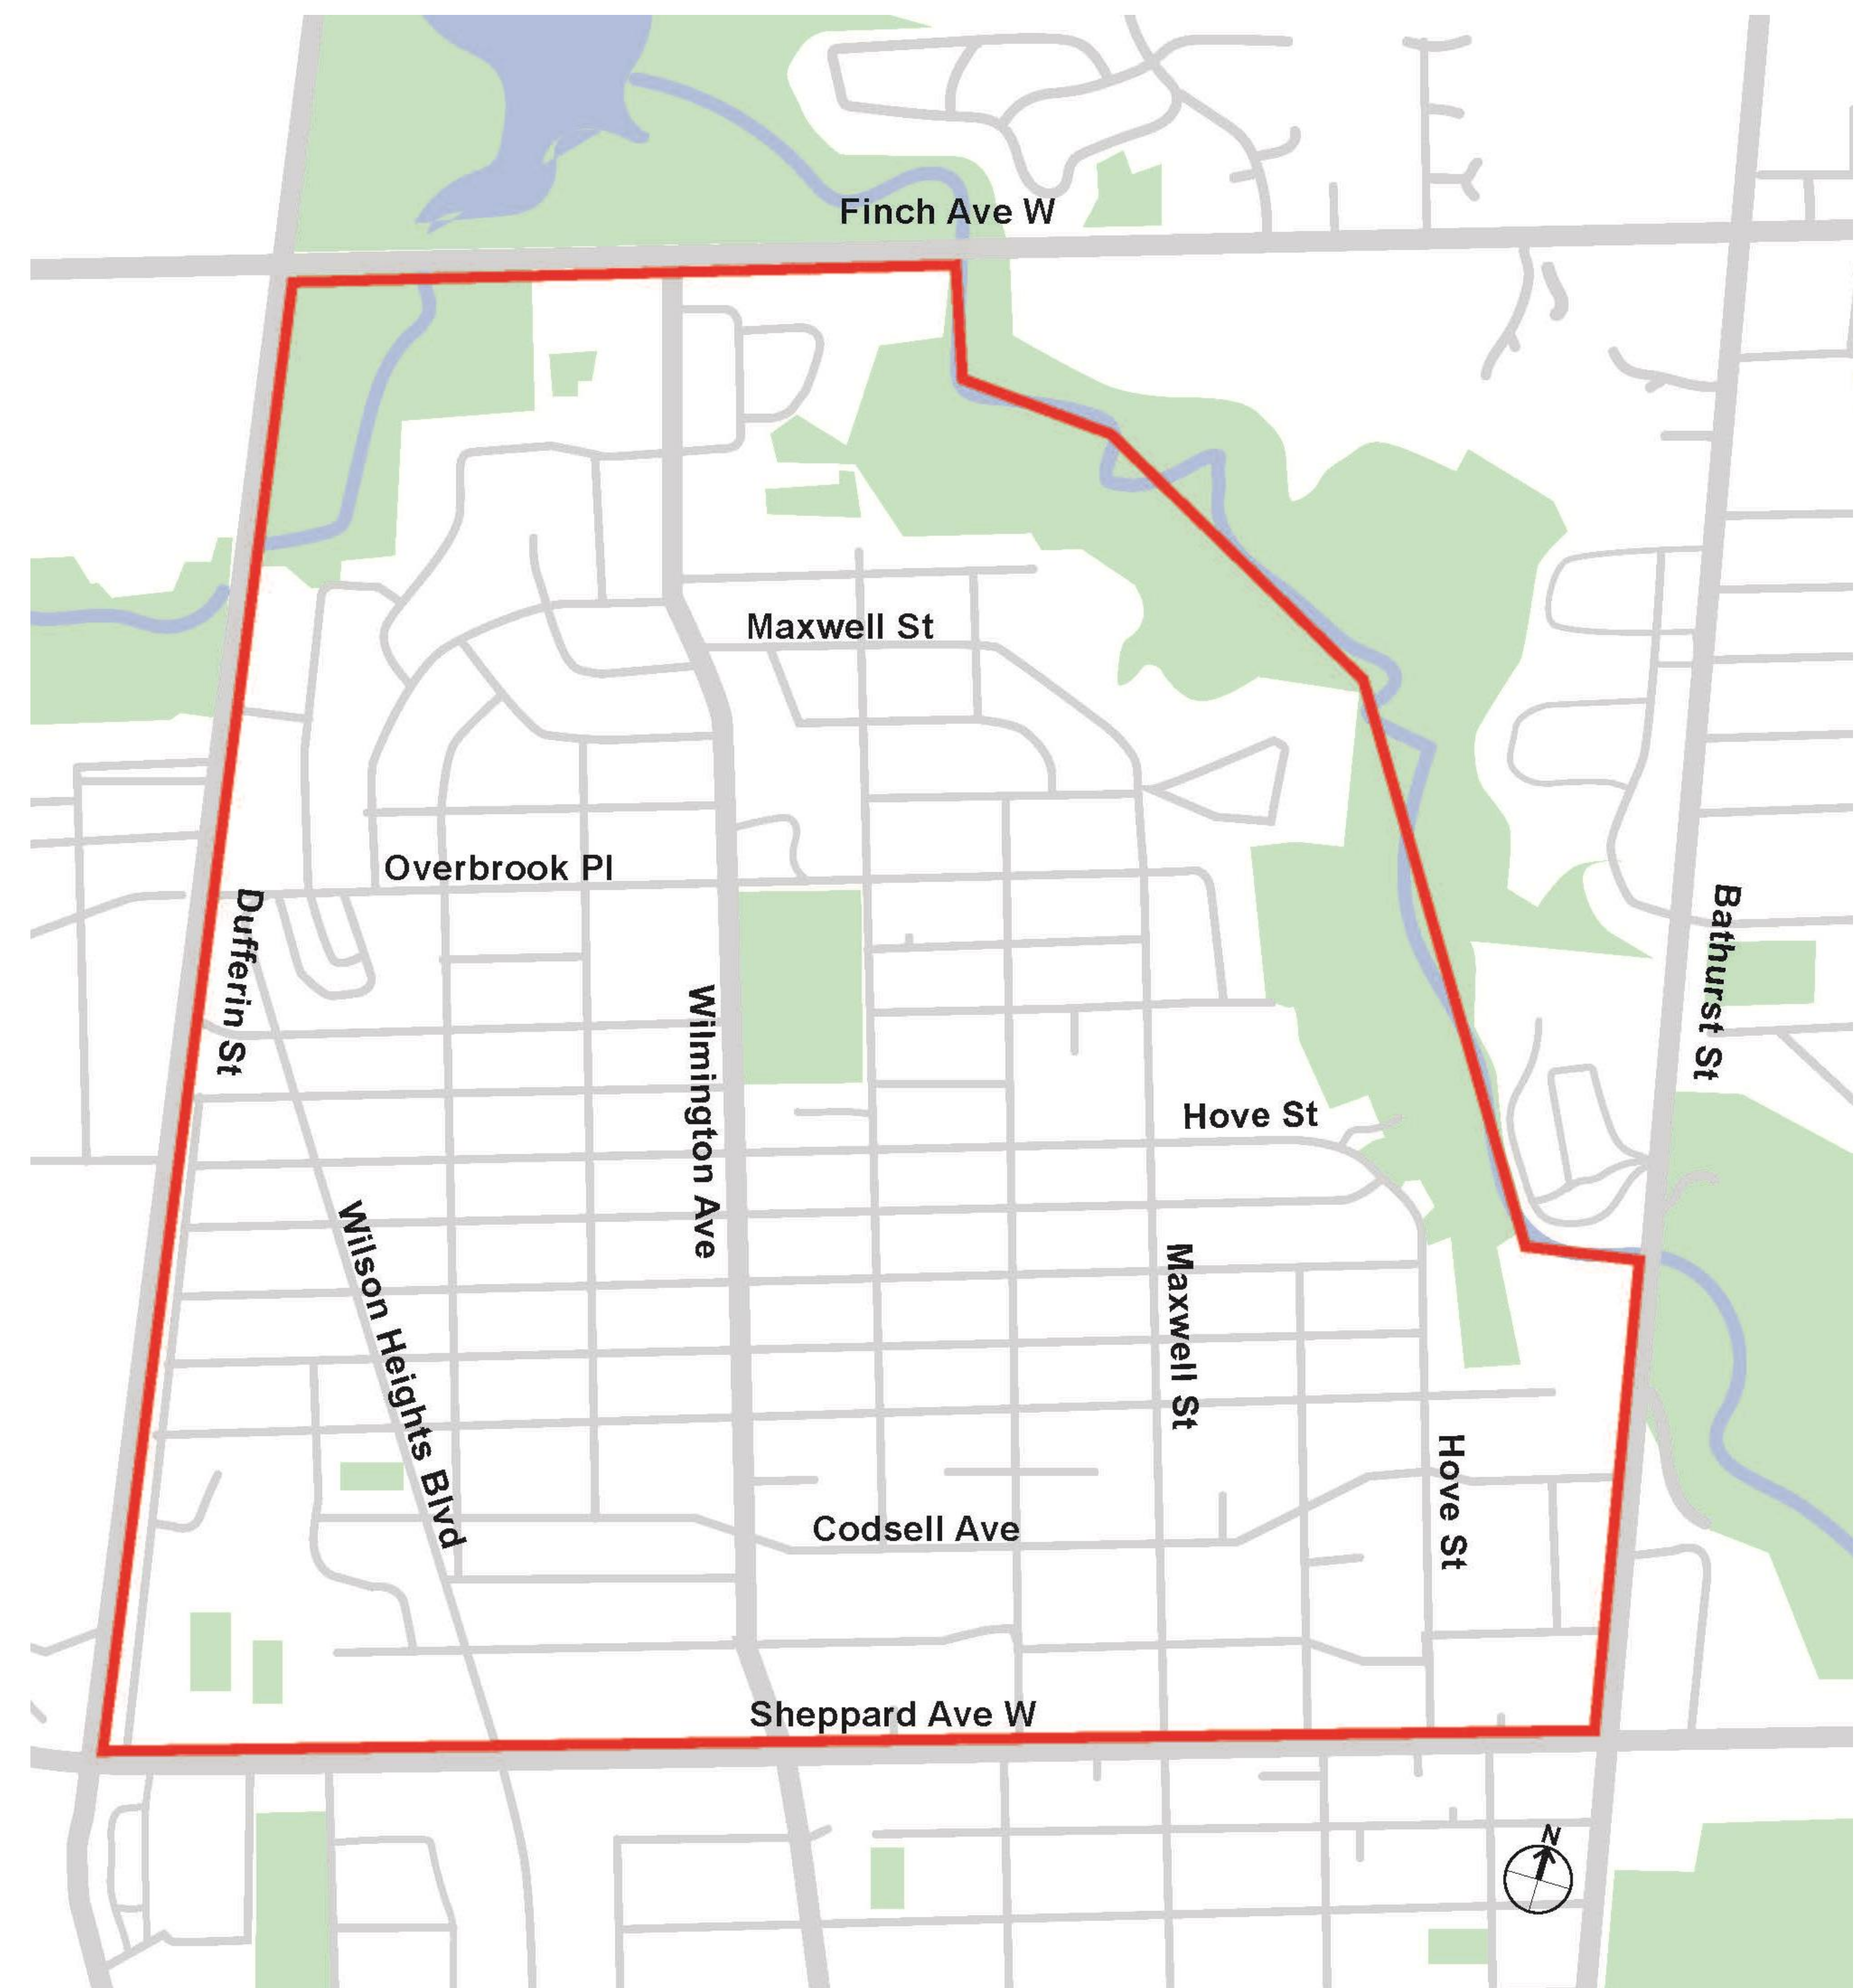 Finch Ave W
Maxwell St
Overbrook Pl
Dufferin St
Bathurst St
Wilmington Ave
Hove St
Wilson Heights Blvd
Maxwell St
Hove St
Codsell Ave
Sheppard Ave W
N